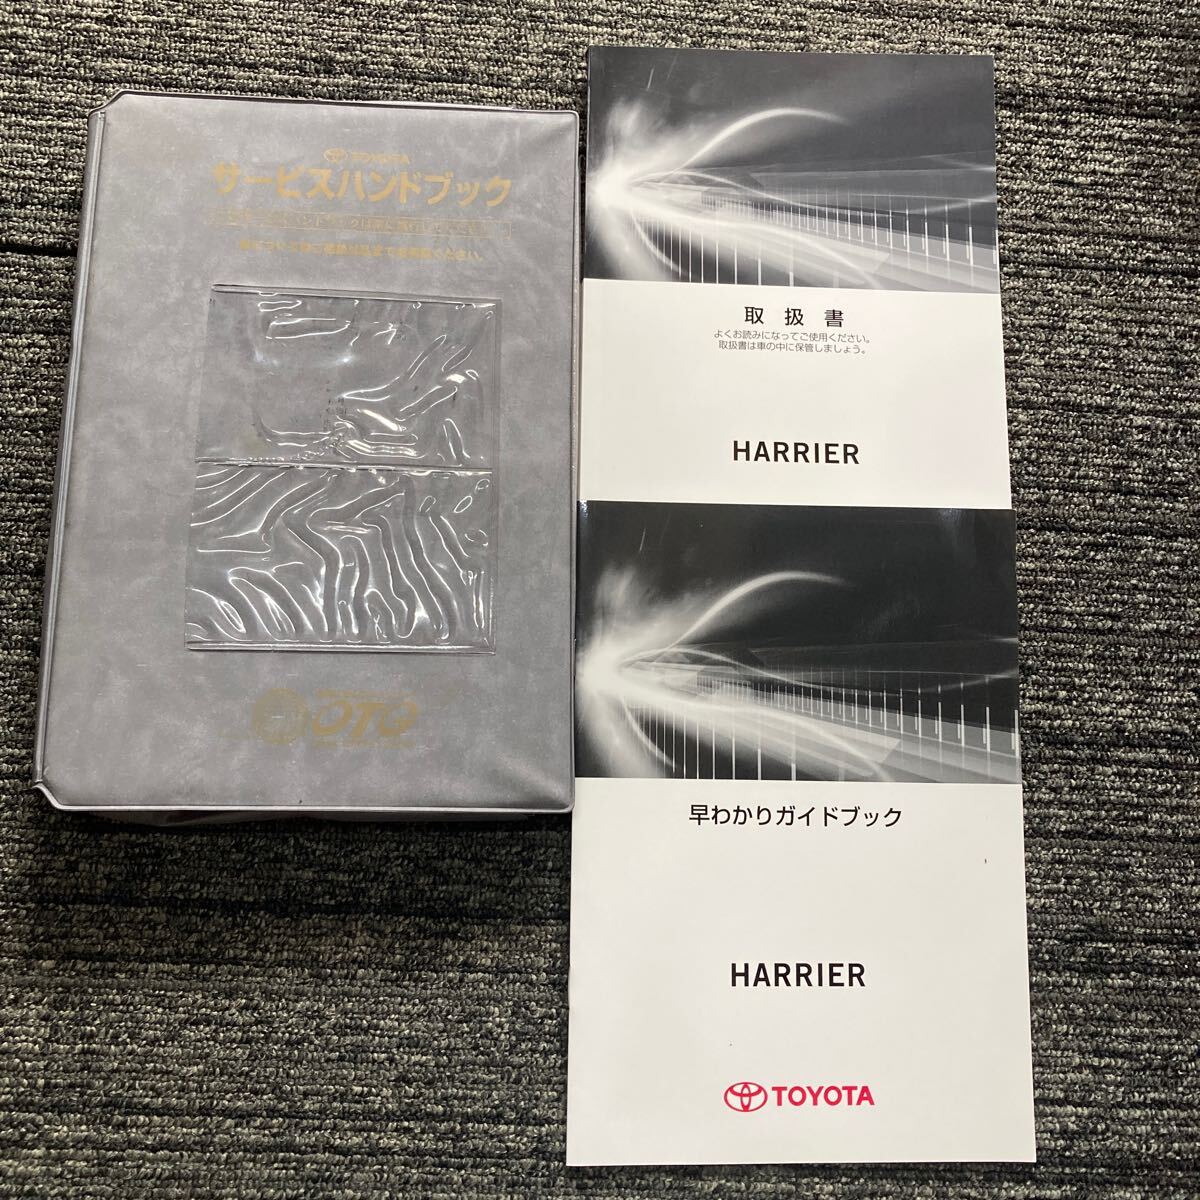 TOYOTA
サービスハンドブック
取扱書
よくお読みになってご使用ください。
取扱書は車の中に保管しましょう。
HARRIER
OTO
早わかりガイドブック
HARRIER
TOYOTA